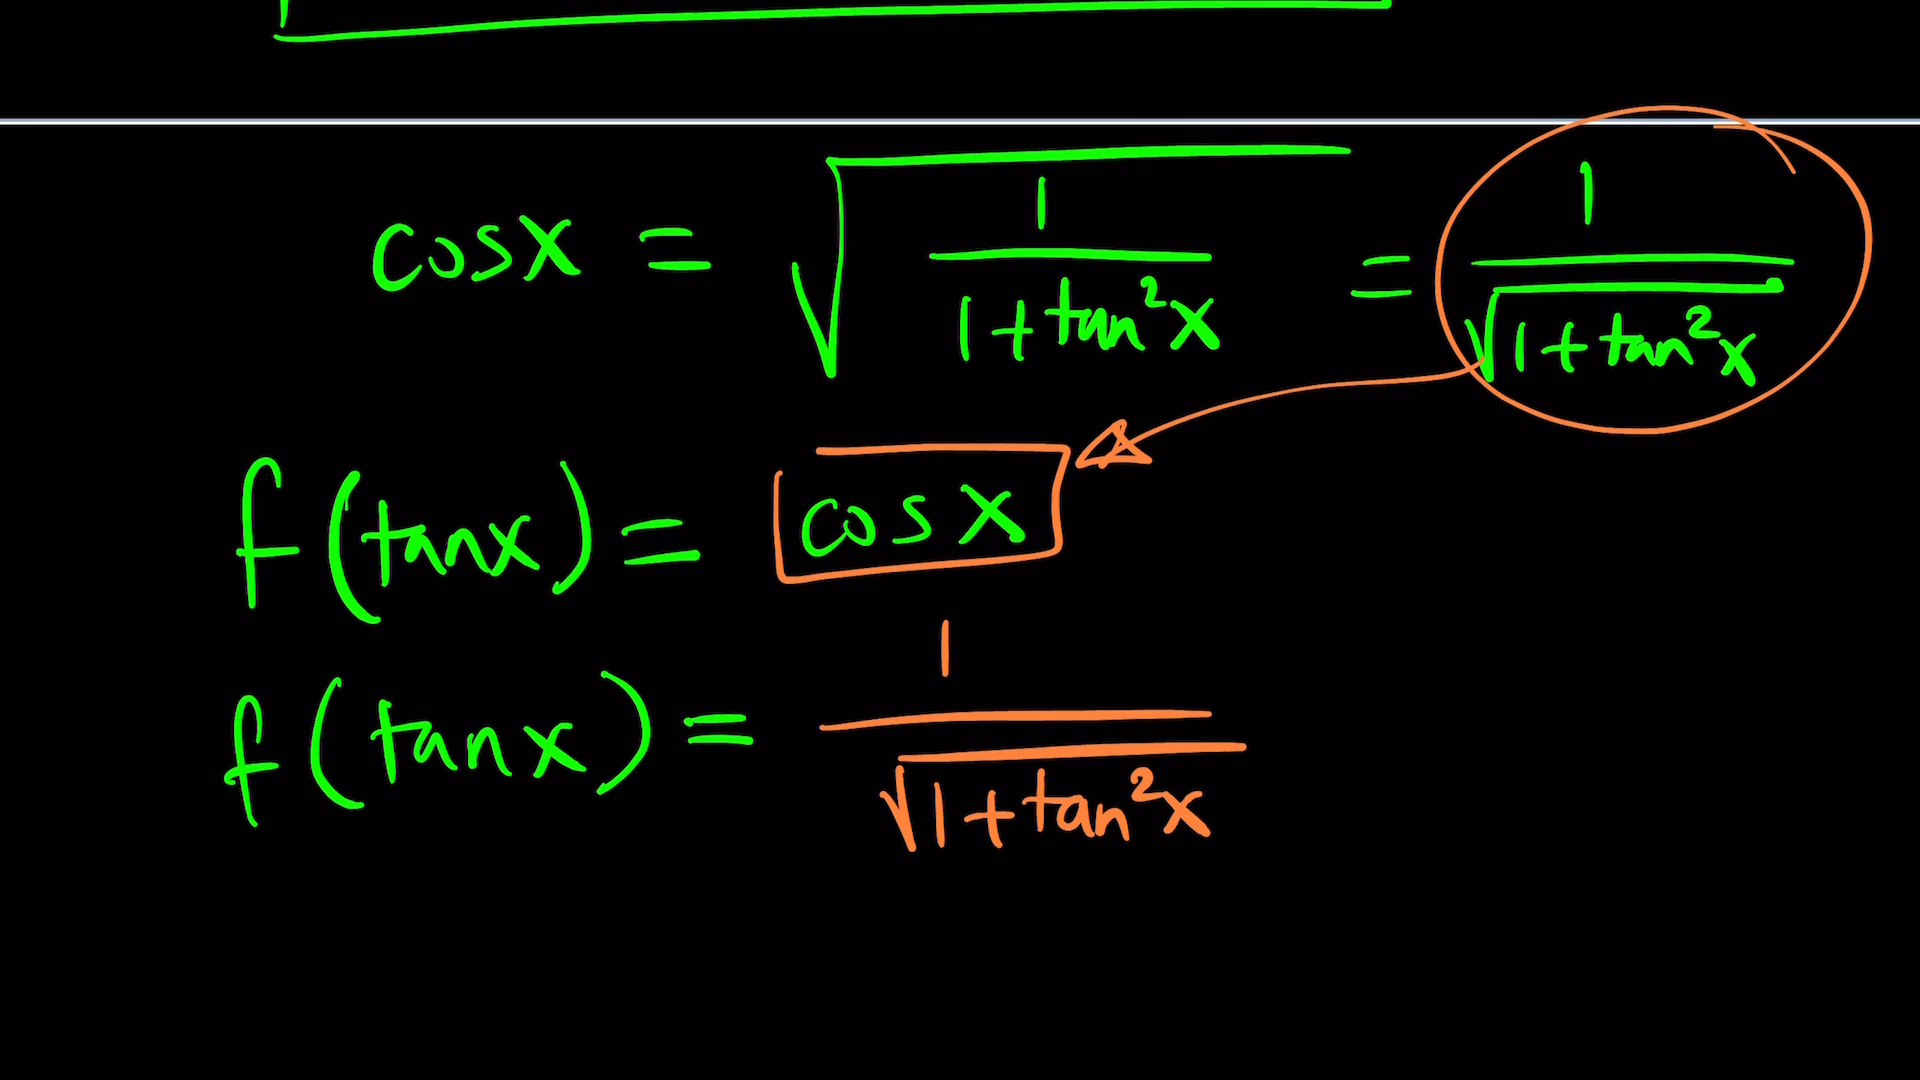 cosx = √(1/(1+tan²x)) = 1/√(1+tan²x)
f(tanx) = cosx
f(tanx) = 1/√(1+tan²x)